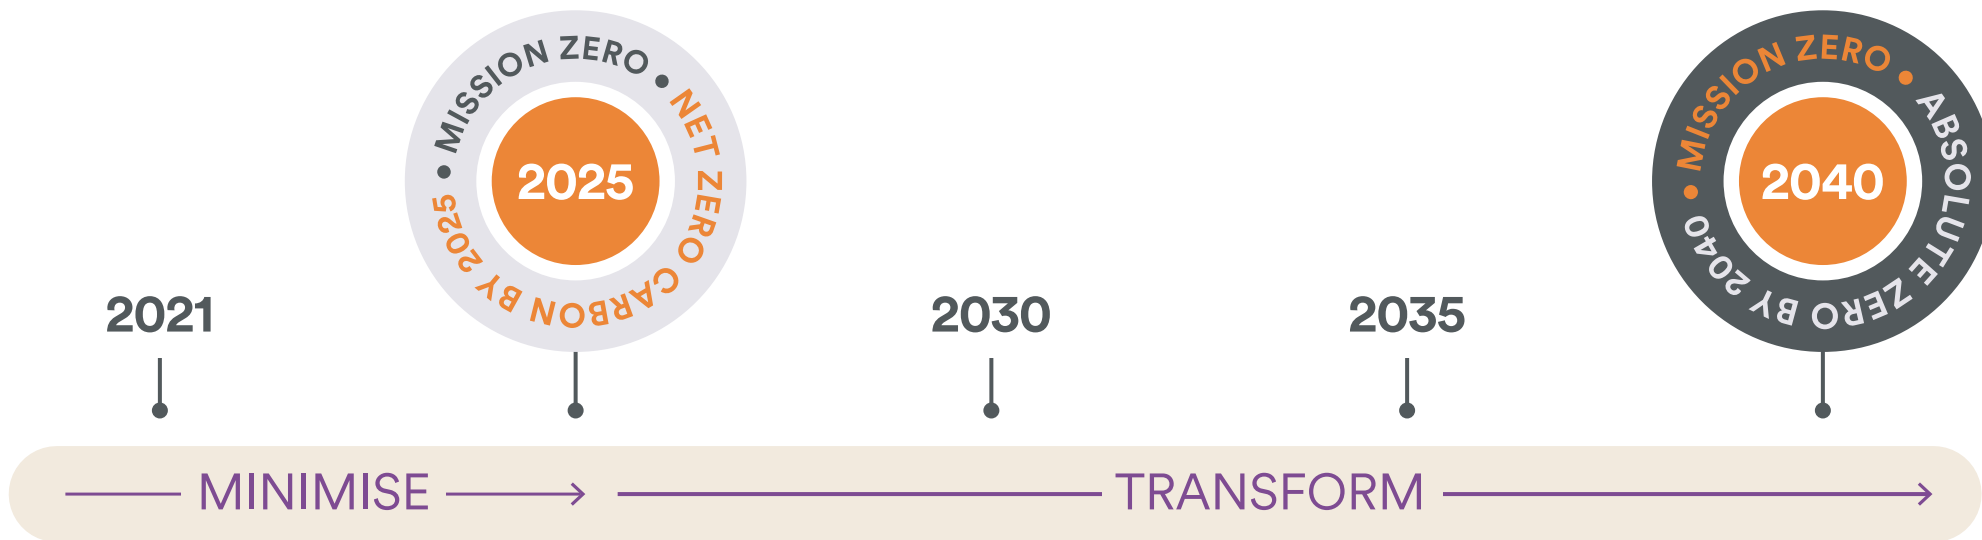 • MISSION ZERO • NET ZERO CARBON BY 2025
2025
• MISSION ZERO • ABSOLUTE ZERO BY 2040
2040
2021
2030
2035
MINIMISE
TRANSFORM